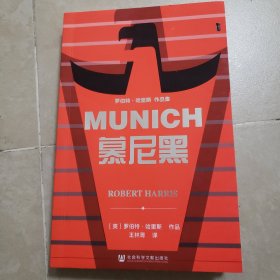 罗伯特·哈里斯 作品集
MUNICH
慕尼黑
ROBERT HARRIS
[英] 罗伯特·哈里斯 作品
王林园 译
社会科学文献出版社